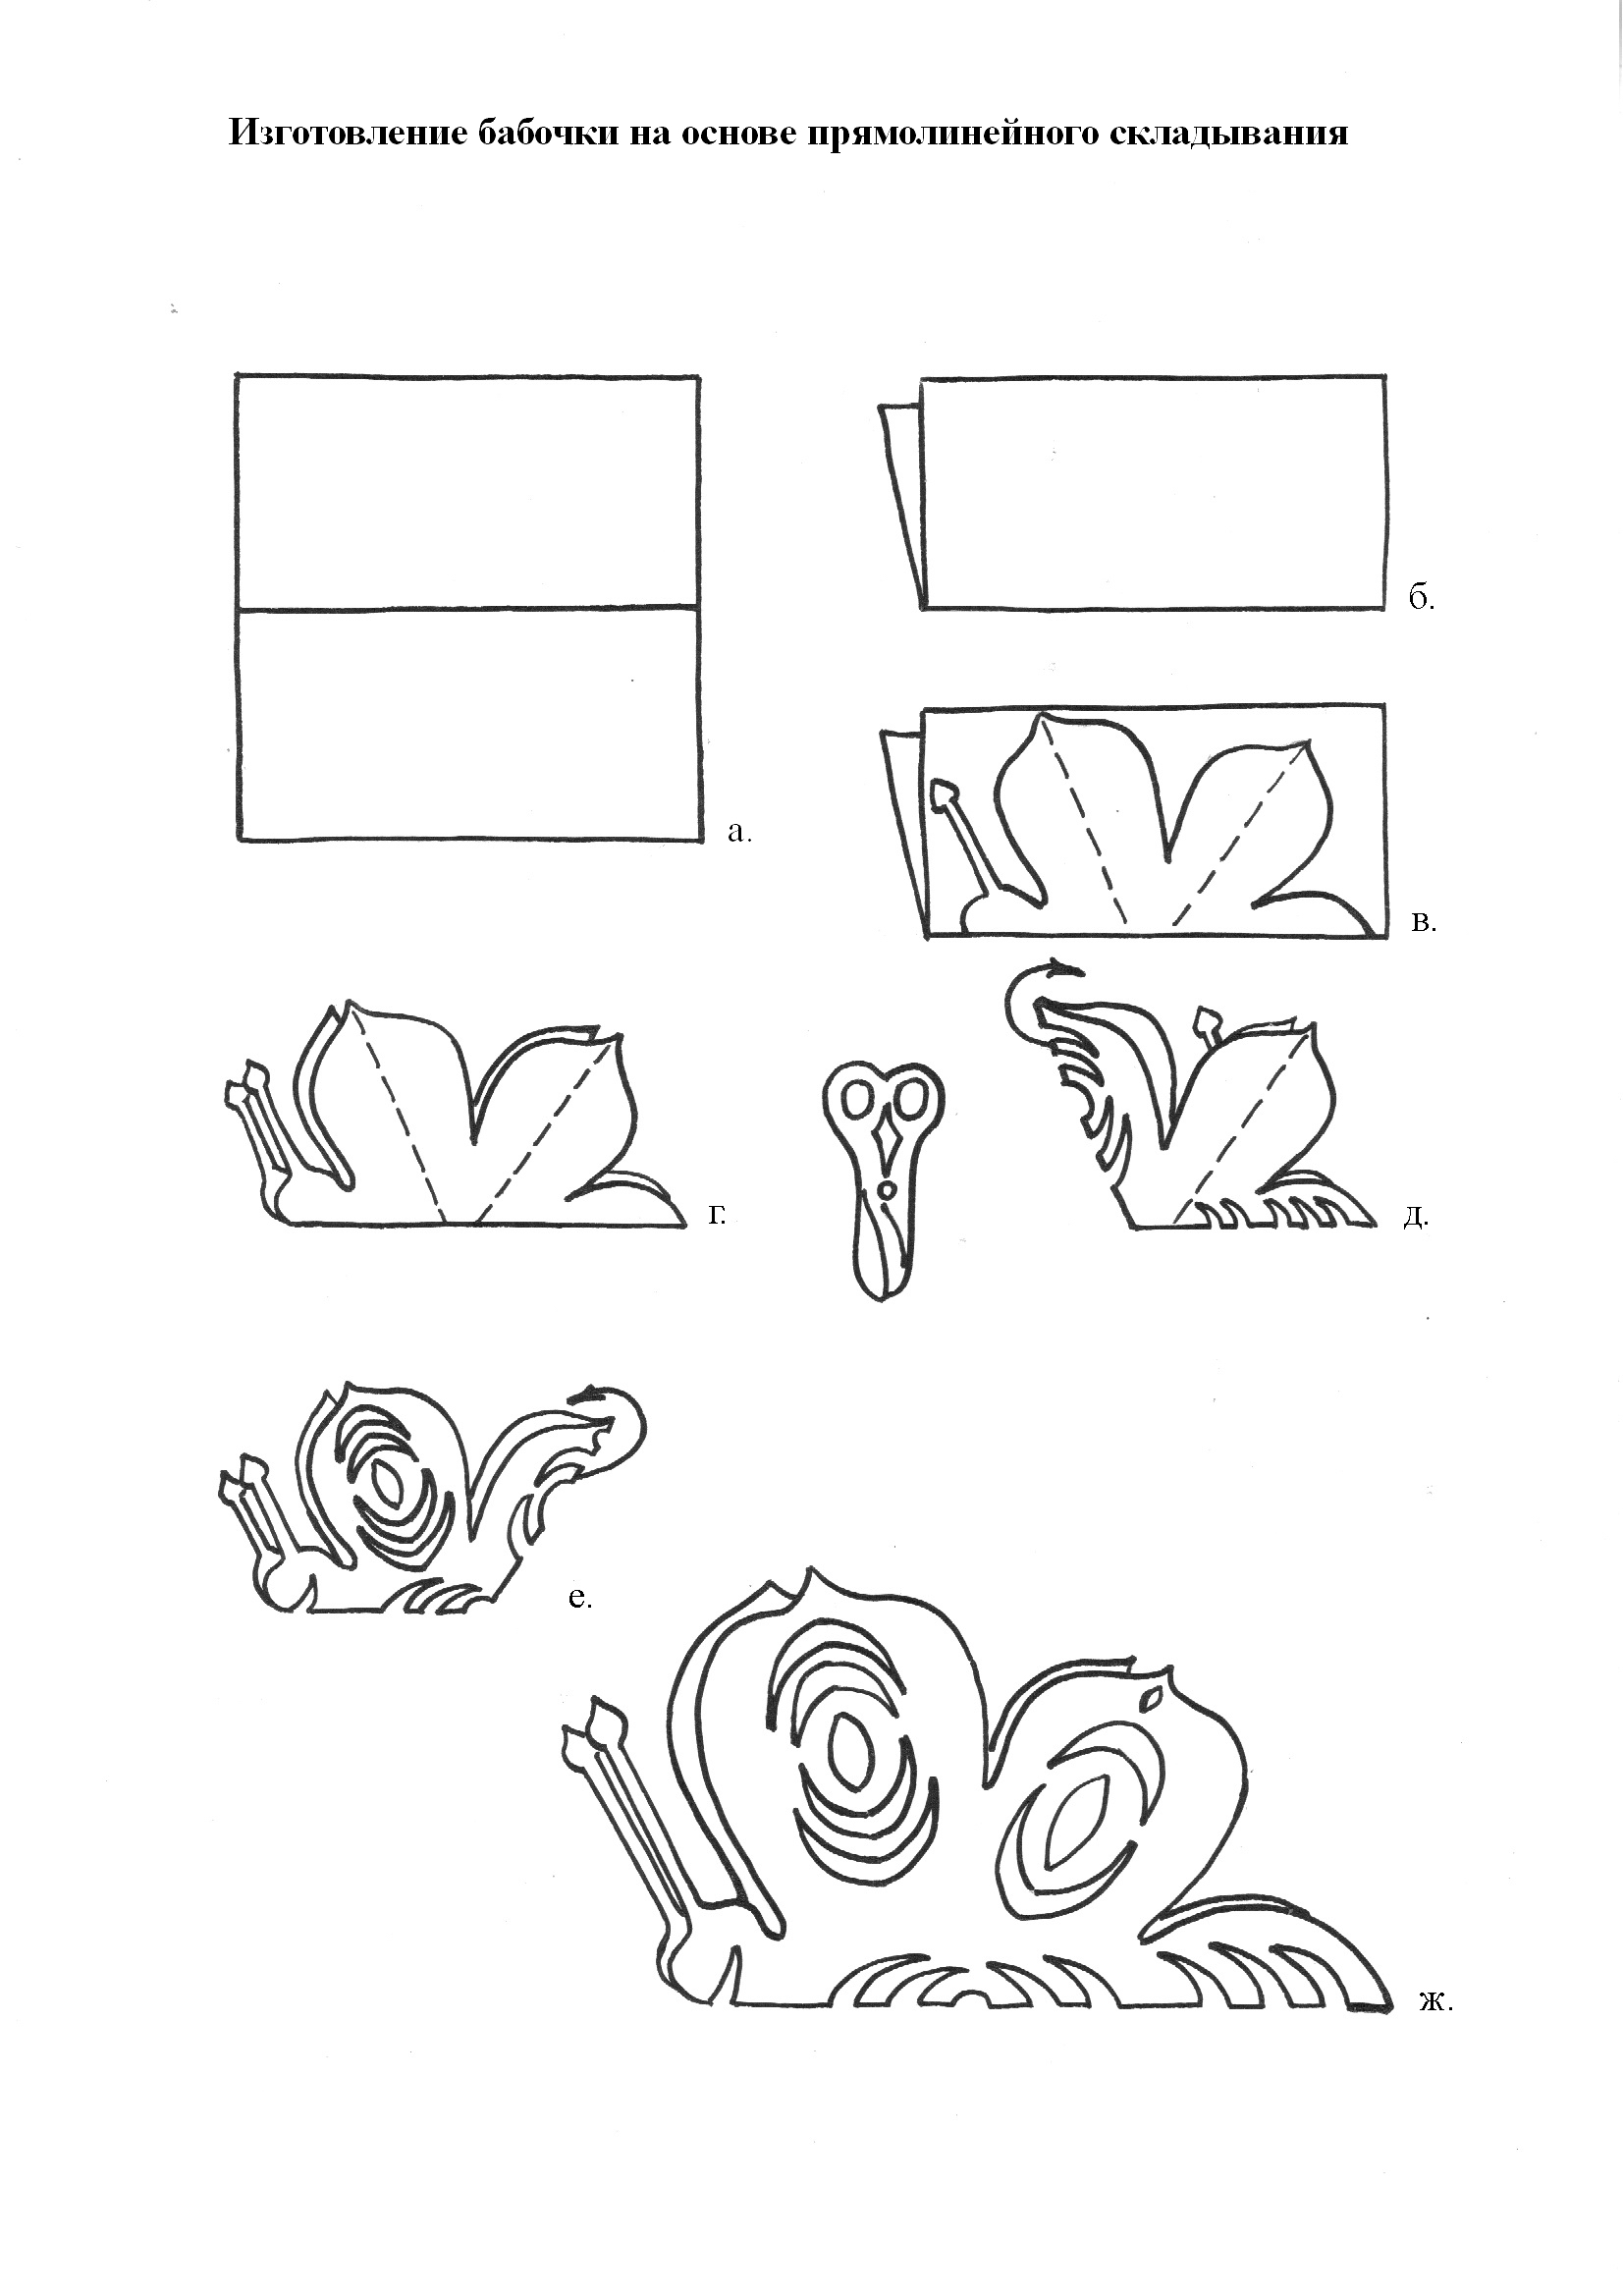 Изготовление бабочки на основе прямолинейного складывания
а.
б.
в.
г.
д.
е.
ж.